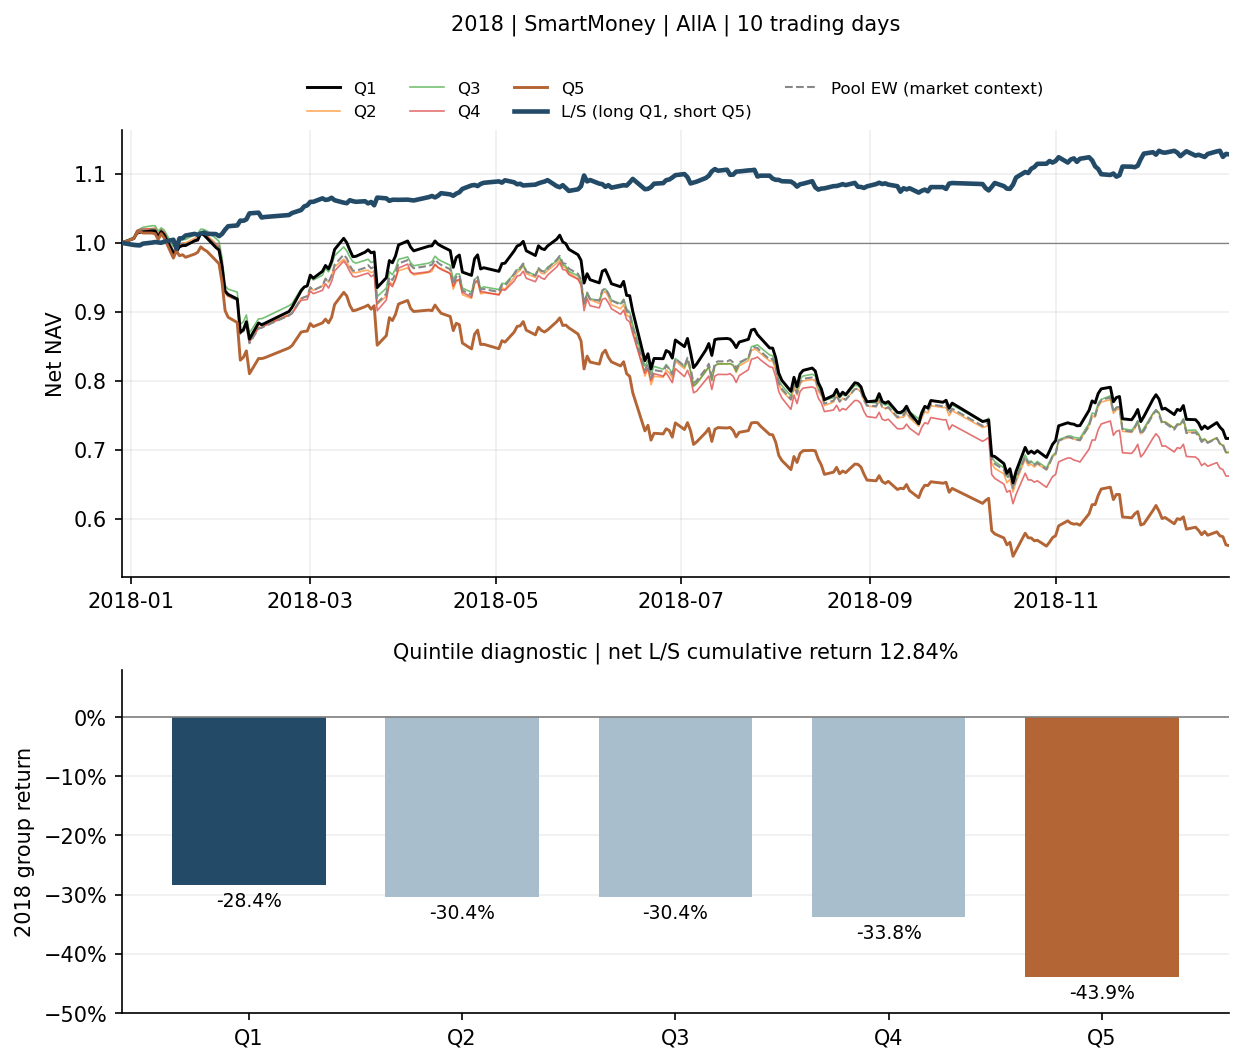 2018 | SmartMoney | AllA | 10 trading days
Q1 Q3 Q5 Pool EW (market context)
Q2 Q4 L/S (long Q1, short Q5)
Net NAV
1.1
1.0
0.9
0.8
0.7
0.6
2018-01 2018-03 2018-05 2018-07 2018-09 2018-11
Quintile diagnostic | net L/S cumulative return 12.84%
2018 group return
0%
−10%
−20%
−30%
−40%
−50%
-28.4%
-30.4%
-30.4%
-33.8%
-43.9%
Q1 Q2 Q3 Q4 Q5